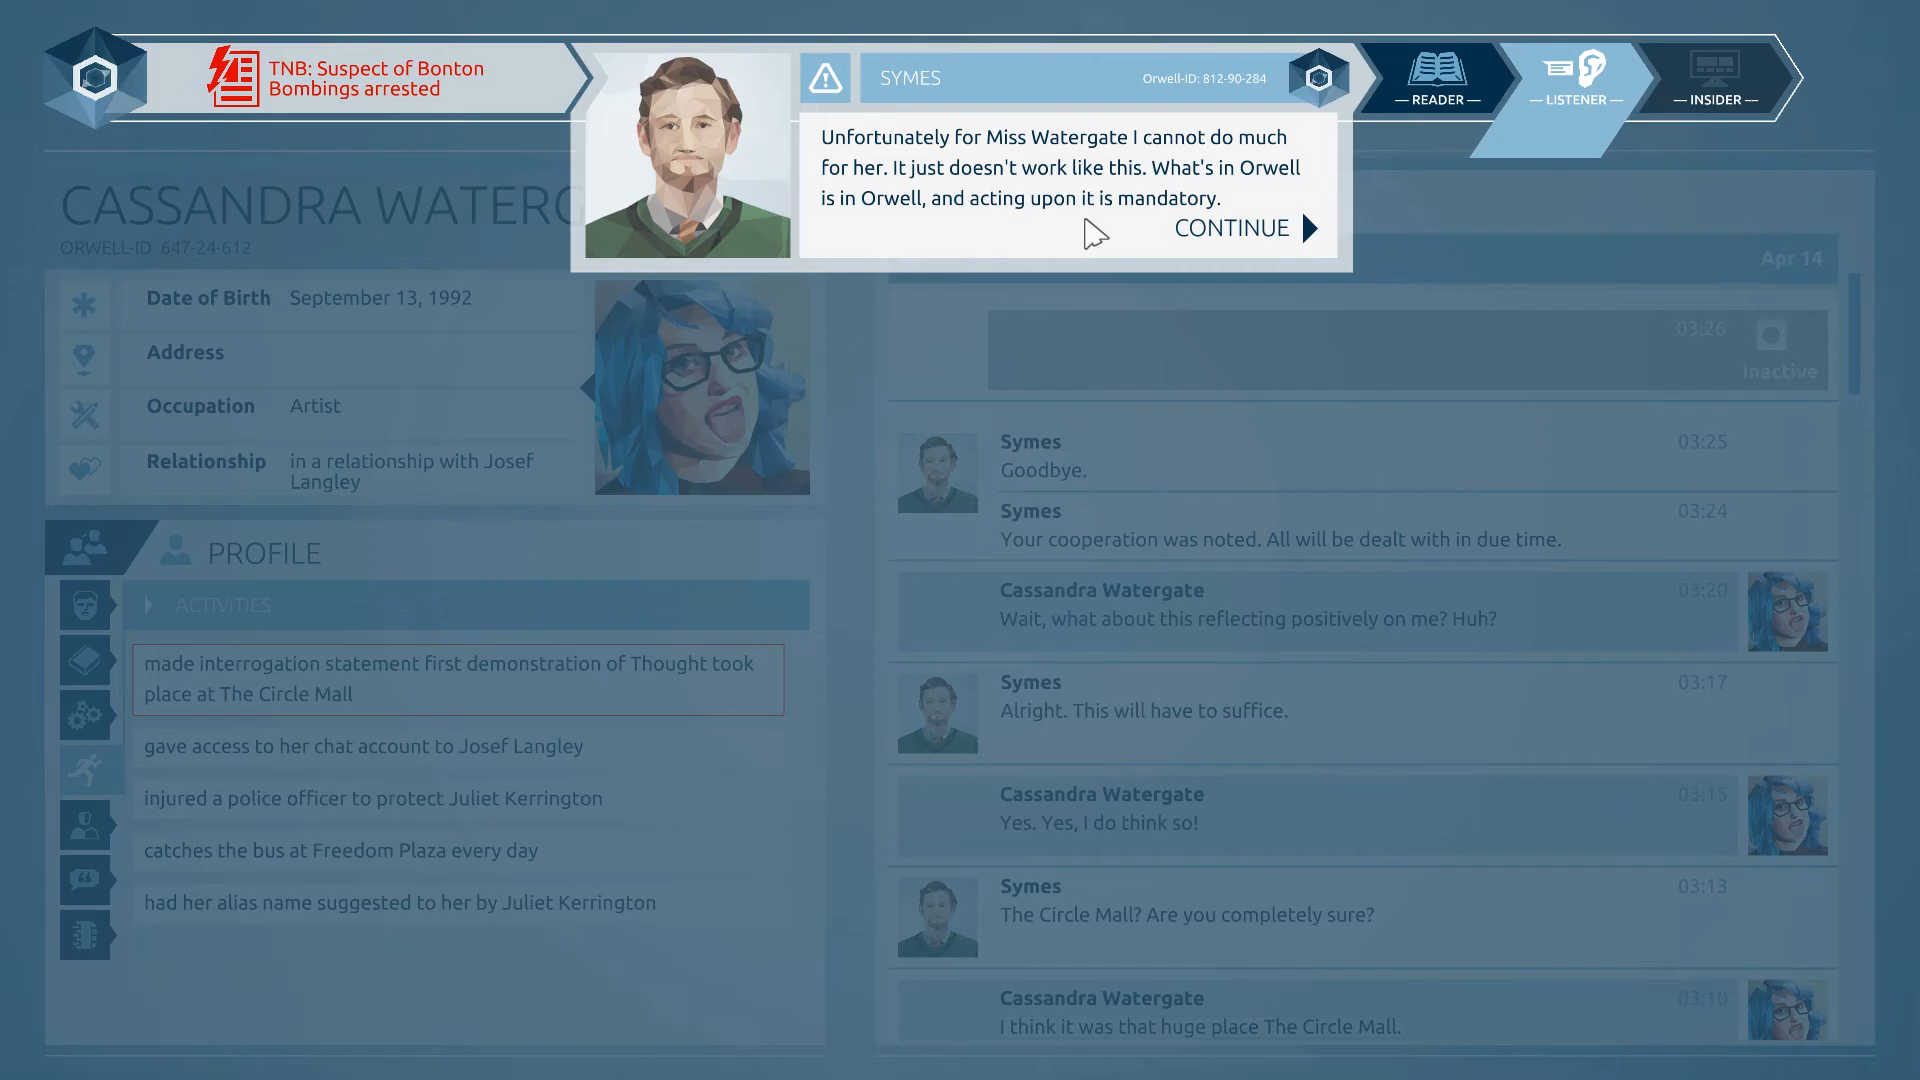 TNB: Suspect of Bonton
Bombings arrested
SYMES
Orwell-ID: 812-90-284
Unfortunately for Miss Watergate I cannot do much
for her. It just doesn't work like this. What's in Orwell
is in Orwell, and acting upon it is mandatory.
CONTINUE
READER
LISTENER
INSIDER
CASSANDRA
ORWELL-ID 647-24-612
Date of Birth September 13, 1992
Address
Occupation Artist
Relationship in a relationship with Josef
Langley
PROFILE
ACTIVITIES
made interrogation statement first demonstration of Thought took
place at The Circle Mall
gave access to her chat account to Josef Langley
injured a police officer to protect Juliet Kerrington
catches the bus at Freedom Plaza every day
had her alias name suggested to her by Juliet Kerrington
Apr 14
03:26
inactive
Symes 03:25
Goodbye.
Symes 03:24
Your cooperation was noted. All will be dealt with in due time.
Cassandra Watergate 03:20
Wait, what about this reflecting positively on me? Huh?
Symes 03:17
Alright. This will have to suffice.
Cassandra Watergate 03:15
Yes. Yes, I do think so!
Symes 03:13
The Circle Mall? Are you completely sure?
Cassandra Watergate 03:10
I think it was that huge place The Circle Mall.